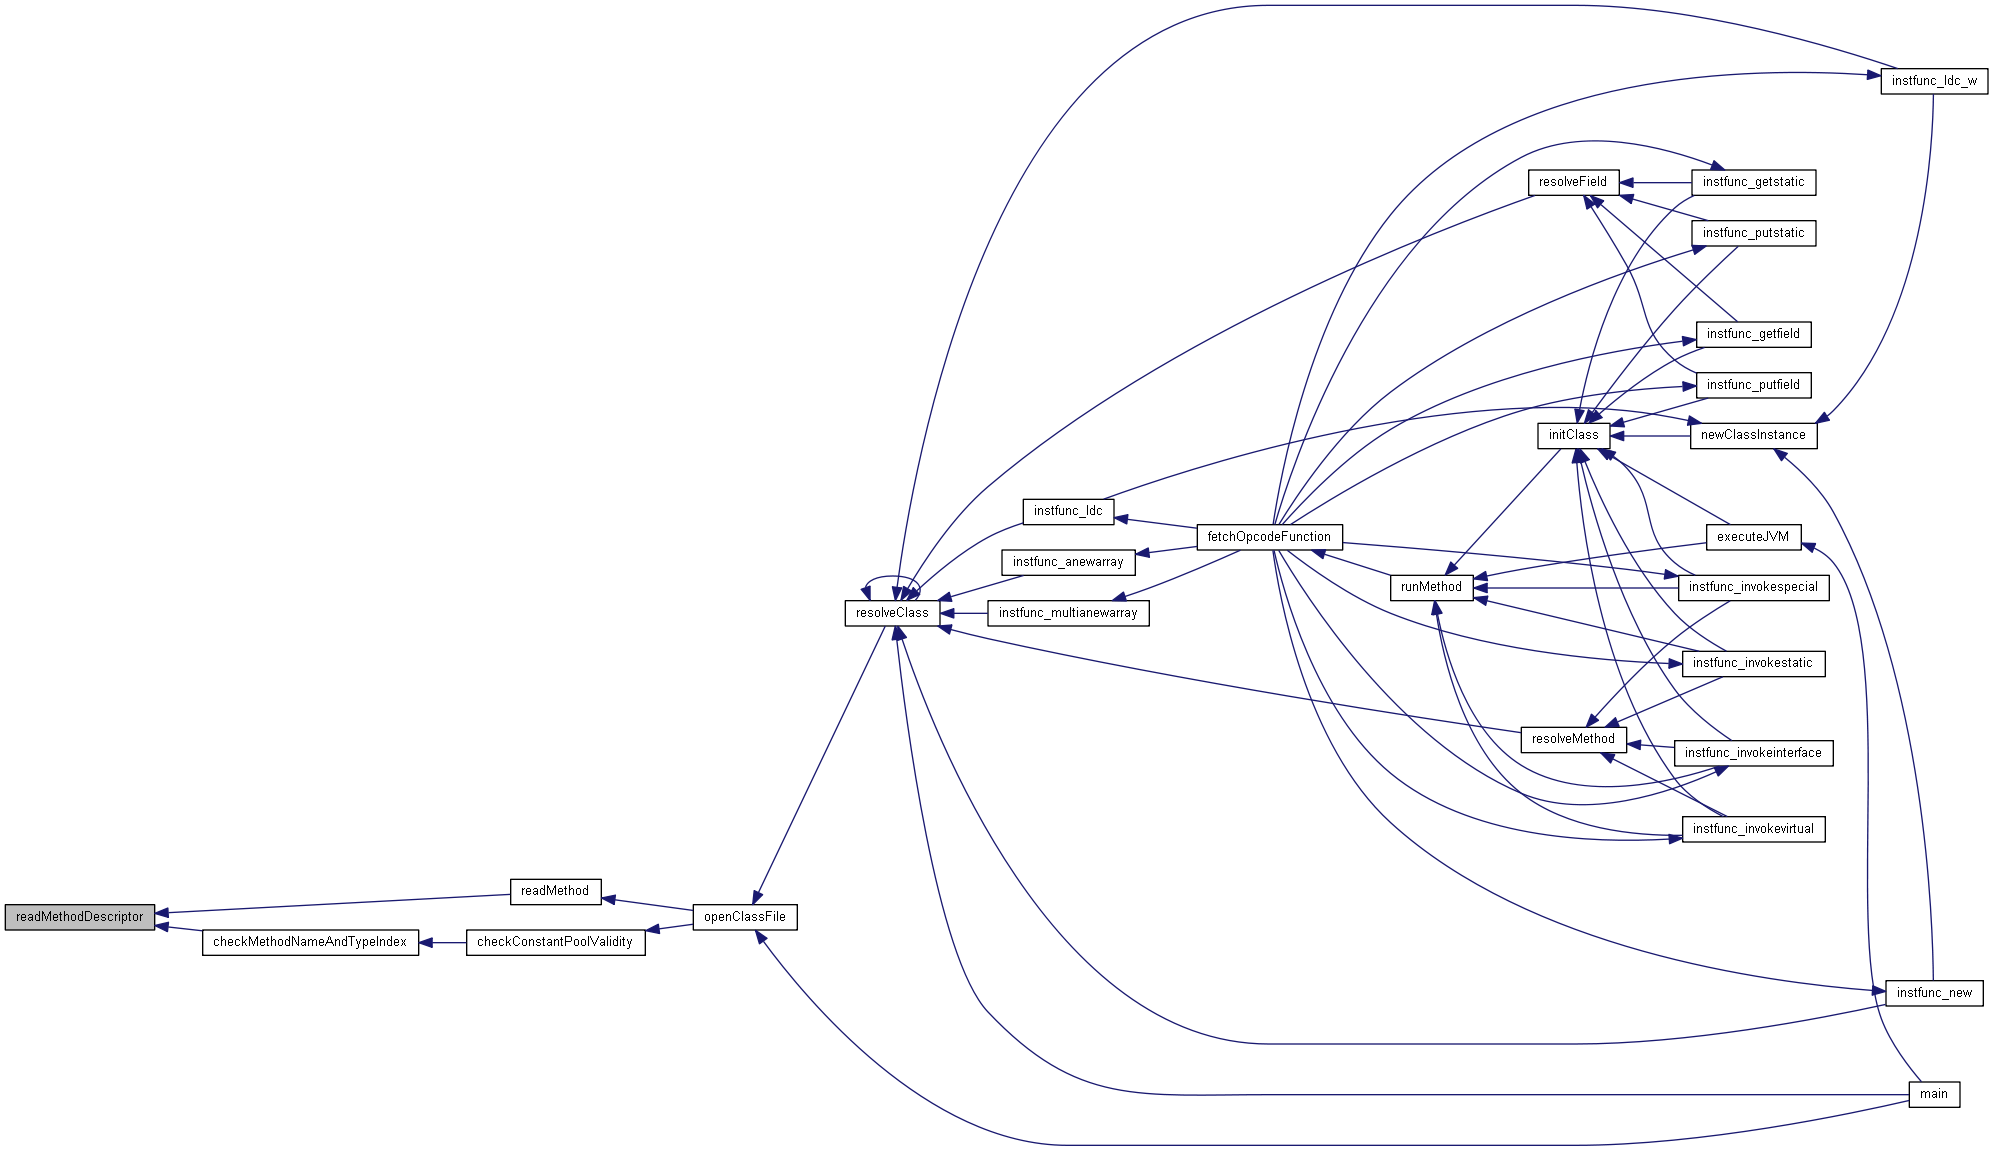 instfunc_ldc_w
resolveField
instfunc_getstatic
instfunc_putstatic
instfunc_getfield
instfunc_putfield
initClass
newClassInstance
instfunc_ldc
fetchOpcodeFunction
executeJVM
instfunc_anewarray
runMethod
instfunc_invokespecial
resolveClass
instfunc_multianewarray
instfunc_invokestatic
resolveMethod
instfunc_invokeinterface
instfunc_invokevirtual
readMethod
readMethodDescriptor
openClassFile
checkMethodNameAndTypeIndex
checkConstantPoolValidity
instfunc_new
main